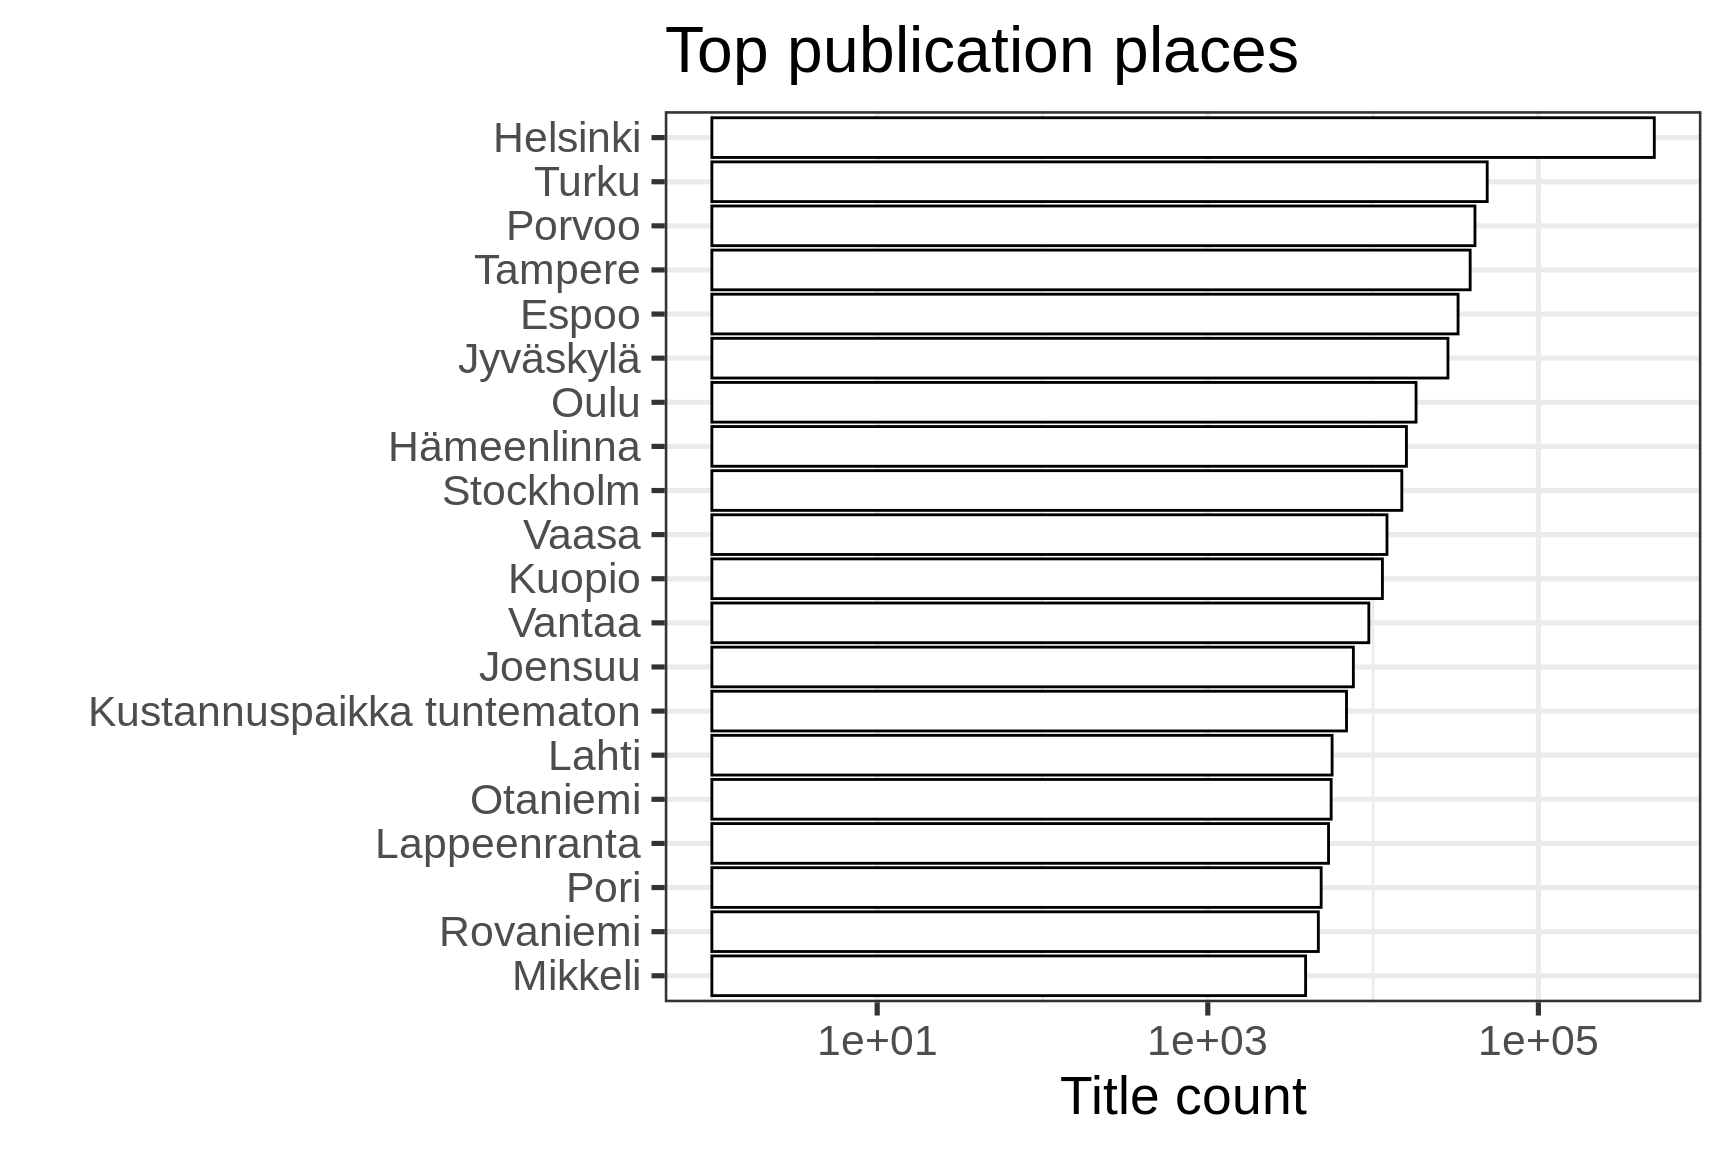 Top publication places
Helsinki
Turku
Porvoo
Tampere
Espoo
Jyväskylä
Oulu
Hämeenlinna
Stockholm
Vaasa
Kuopio
Vantaa
Joensuu
Kustannuspaikka tuntematon
Lahti
Otaniemi
Lappeenranta
Pori
Rovaniemi
Mikkeli
1e+01 1e+03 1e+05
Title count